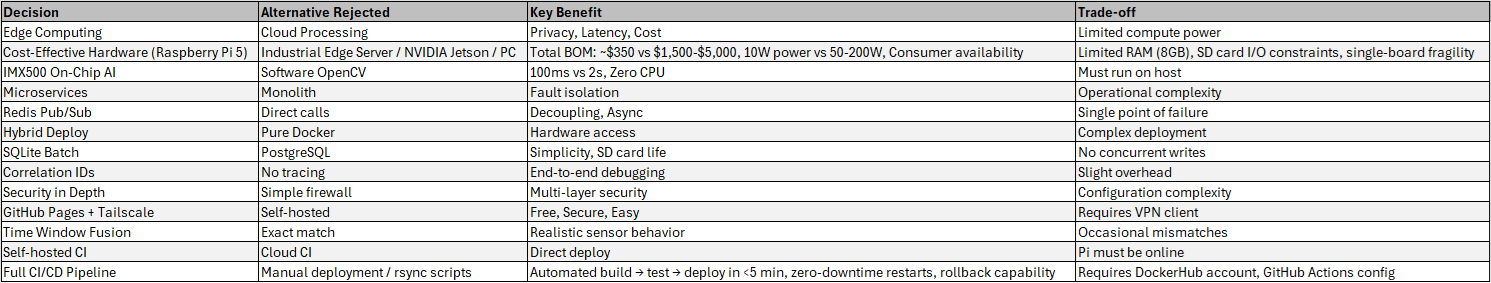 Decision Alternative Rejected Key Benefit Trade-off
Edge Computing Cloud Processing Privacy, Latency, Cost Limited compute power
Cost-Effective Hardware (Raspberry Pi 5) Industrial Edge Server / NVIDIA Jetson / PC Total BOM: ~$350 vs $1,500-$5,000, 10W power vs 50-200W, Consumer availability Limited RAM (8GB), SD card I/O constraints, single-board fragility
IMX500 On-Chip AI Software OpenCV 100ms vs 2s, Zero CPU Must run on host
Microservices Monolith Fault isolation Operational complexity
Redis Pub/Sub Direct calls Decoupling, Async Single point of failure
Hybrid Deploy Pure Docker Hardware access Complex deployment
SQLite Batch PostgreSQL Simplicity, SD card life No concurrent writes
Correlation IDs No tracing End-to-end debugging Slight overhead
Security in Depth Simple firewall Multi-layer security Configuration complexity
GitHub Pages + Tailscale Self-hosted Free, Secure, Easy Requires VPN client
Time Window Fusion Exact match Realistic sensor behavior Occasional mismatches
Self-hosted CI Cloud CI Direct deploy Pi must be online
Full CI/CD Pipeline Manual deployment / rsync scripts Automated build → test → deploy in <5 min, zero-downtime restarts, rollback capability Requires DockerHub account, GitHub Actions config